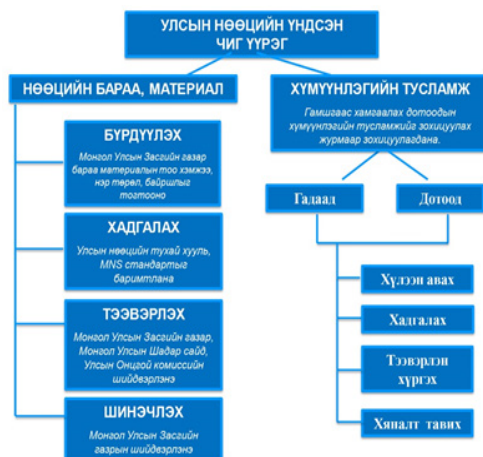 УЛСЫН НӨӨЦИЙН ҮНДСЭН
ЧИГ ҮҮРЭГ
НӨӨЦИЙН БАРАА, МАТЕРИАЛ
БҮРДҮҮЛЭХ
Монгол Улсын Засгийн газар
бараа материалын тоо хэмжээ,
нэр төрөл, байршлыг
тогтооно
ХАДГАЛАХ
Улсын нөөцийн тухай хууль,
MNS стандартыг
баримтлана
ТЭЭВЭРЛЭХ
Монгол Улсын Засгийн газар,
Монгол Улсын Шадар сайд,
Улсын Онцгой комиссийн
шийдвэрлэнэ
ШИНЭЧЛЭХ
Монгол Улсын Засгийн
газрын шийдвэрлэнэ
ХҮМҮҮНЛЭГИЙН ТУСЛАМЖ
Гамшгаас хамгаалах дотоодын
хүмүүнлэгийн тусламжийг зохицуулах
журмаар зохицуулагдана.
Гадаад
Дотоод
Хүлээн авах
Хадгалах
Тээвэрлэн
хүргэх
Хяналт тавих